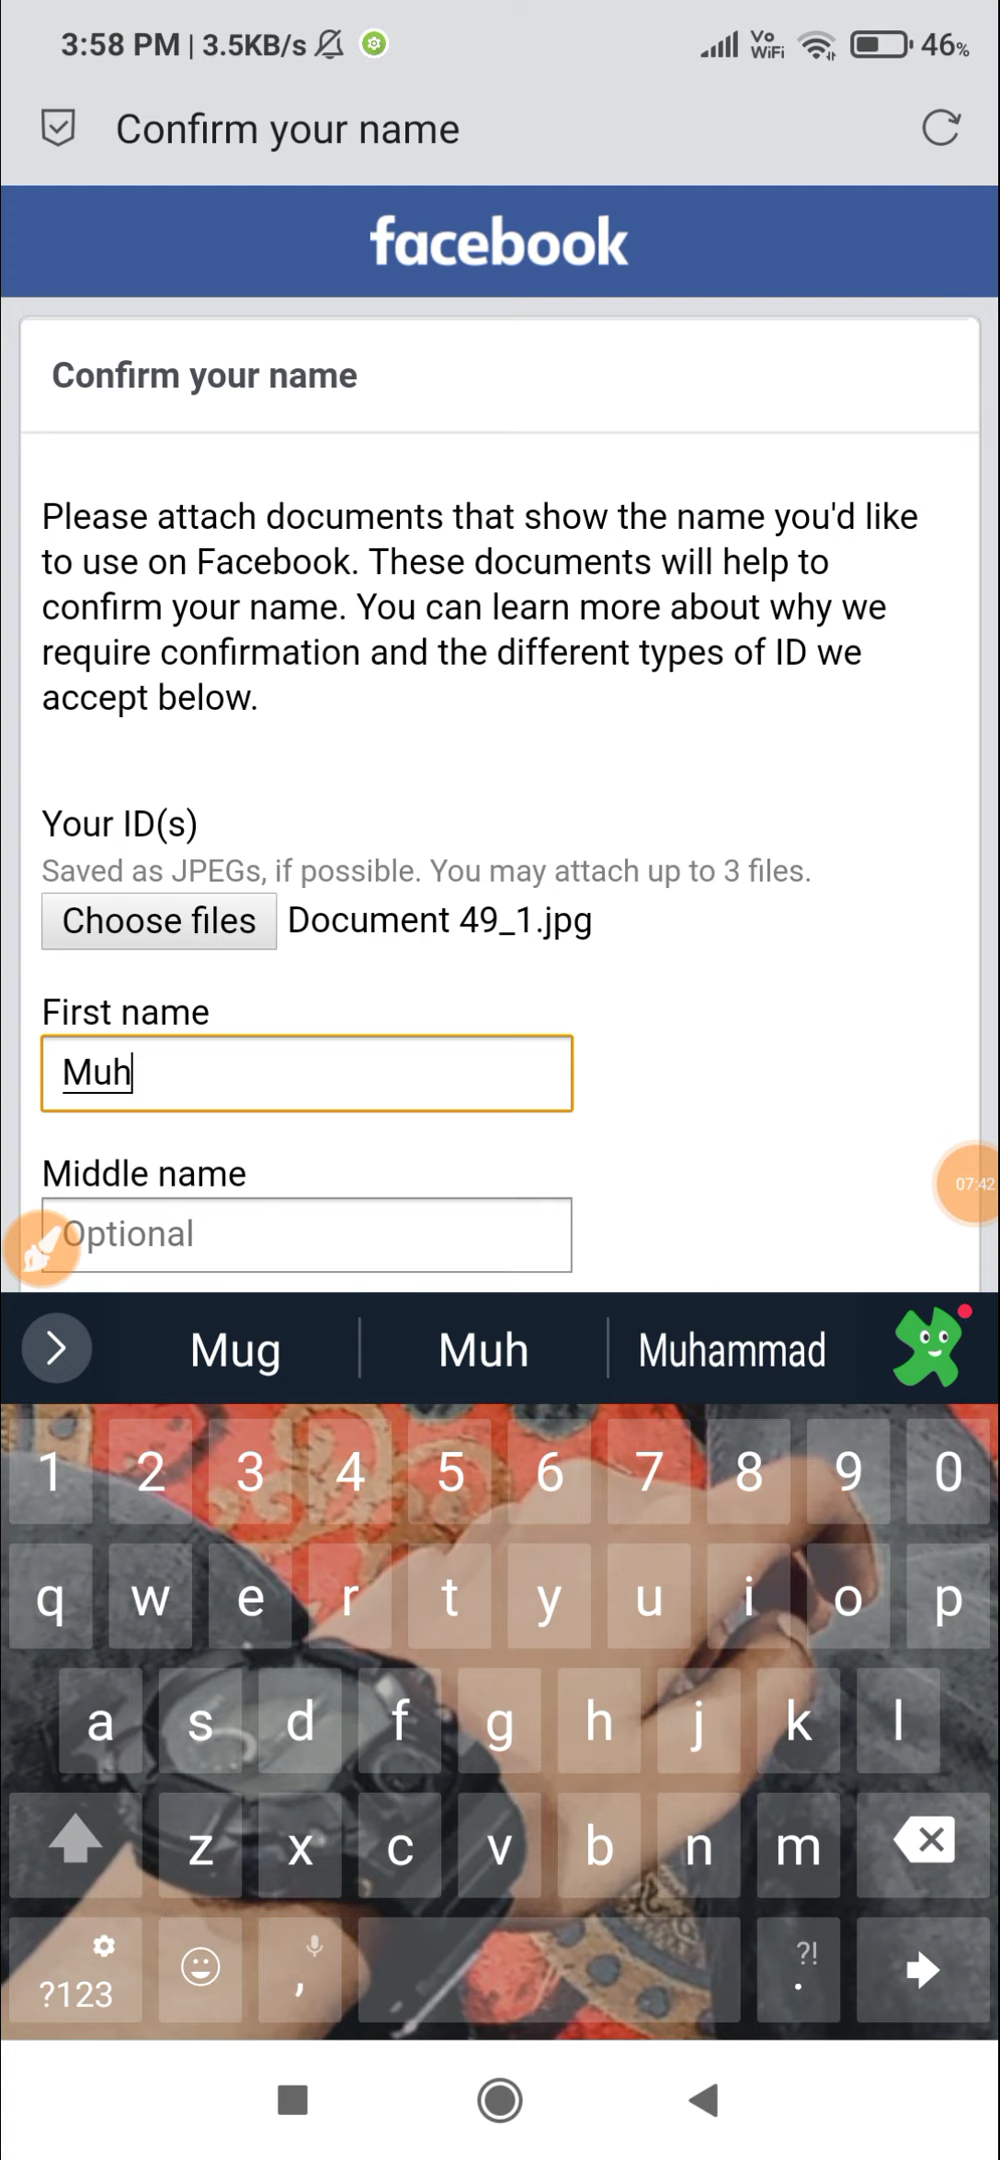 3:58 PM | 3.5KB/s Vo WiFi 46%
Confirm your name
facebook
Confirm your name
Please attach documents that show the name you'd like
to use on Facebook. These documents will help to
confirm your name. You can learn more about why we
require confirmation and the different types of ID we
accept below.
Your ID(s)
Saved as JPEGs, if possible. You may attach up to 3 files.
Choose files Document 49_1.jpg
First name
Muh
Middle name
07:42
Optional
Mug Muh Muhammad
1 2 3 4 5 6 7 8 9 0
q w e r t y u i o p
a s d f g h j k l
z x c v b n m
?123 , ?! .